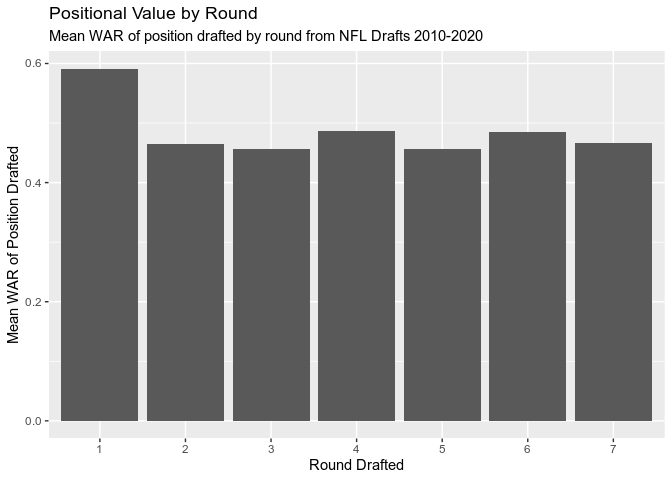 Positional Value by Round
Mean WAR of position drafted by round from NFL Drafts 2010-2020
Mean WAR of Position Drafted
0.6
0.4
0.2
0.0
1 2 3 4 5 6 7
Round Drafted